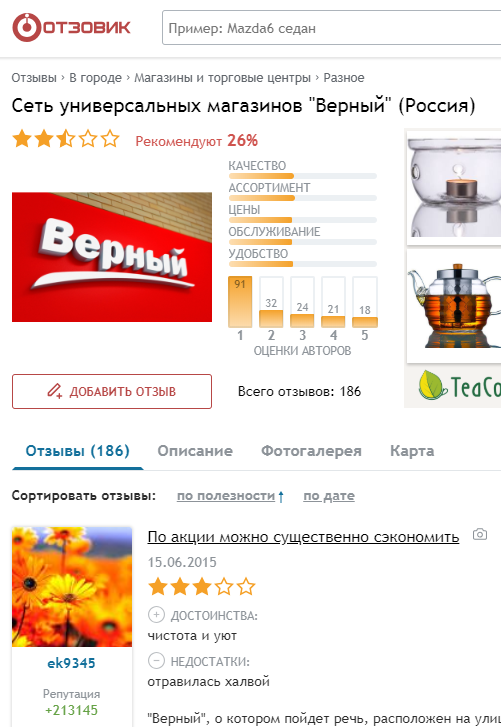 ОТЗОВИК
Пример: Mazda6 седан
Отзывы › В городе › Магазины и торговые центры › Разное
Сеть универсальных магазинов "Верный" (Россия)
Рекомендуют 26%
Верный
КАЧЕСТВО
АССОРТИМЕНТ
ЦЕНЫ
ОБСЛУЖИВАНИЕ
УДОБСТВО
91 32 24 21 18
1 2 3 4 5
ОЦЕНКИ АВТОРОВ
ДОБАВИТЬ ОТЗЫВ
Всего отзывов: 186
Отзывы (186) Описание Фотогалерея Карта
Сортировать отзывы: по полезности↑ по дате
По акции можно существенно сэкономить
15.06.2015
ДОСТОИНСТВА:
чистота и уют
НЕДОСТАТКИ:
отравилась халвой
ek9345
Репутация
+213145
"Верный", о котором пойдет речь, расположен на